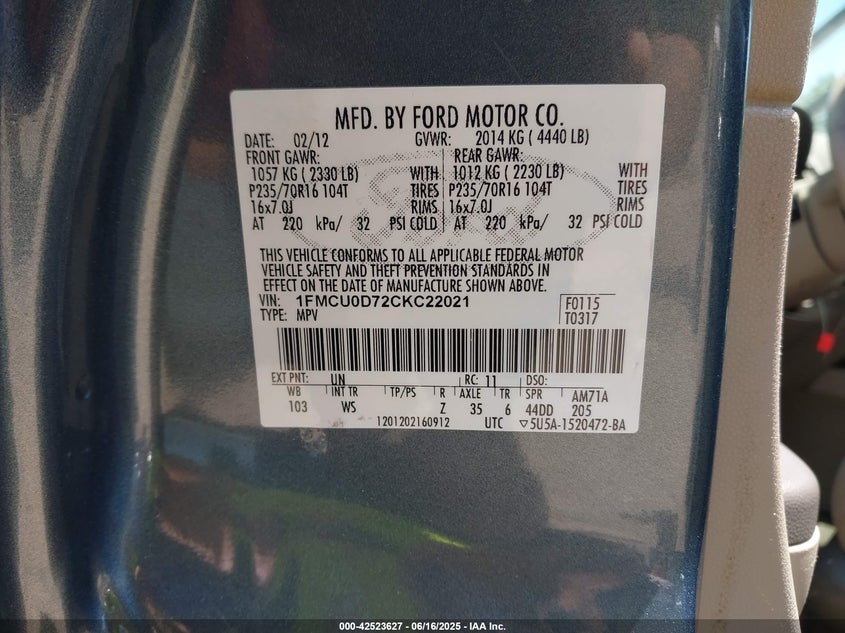 MFD. BY FORD MOTOR CO.
DATE: 02/12 GVWR: 2014 KG ( 4440 LB)
FRONT GAWR: REAR GAWR:
1057 KG ( 2330 LB) WITH 1012 KG ( 2230 LB) WITH
P235/70R16 104T TIRES P235/70R16 104T TIRES
16x7.0J RIMS 16x7.0J RIMS
AT 220 kPa/ 32 PSI COLD AT 220 kPa/ 32 PSI COLD
THIS VEHICLE CONFORMS TO ALL APPLICABLE FEDERAL MOTOR
VEHICLE SAFETY AND THEFT PREVENTION STANDARDS IN
EFFECT ON THE DATE OF MANUFACTURE SHOWN ABOVE.
VIN: 1FMCU0D72CKC22021 F0115
TYPE: MPV T0317
EXT PNT: UN RC: 11 DSO:
WB INT TR TP/PS R AXLE TR SPR AM71A
103 WS Z 35 6 44DD 205
1201202160912 UTC ▽5U5A-1520472-BA
000-42523627 - 06/16/2025 - IAA Inc.